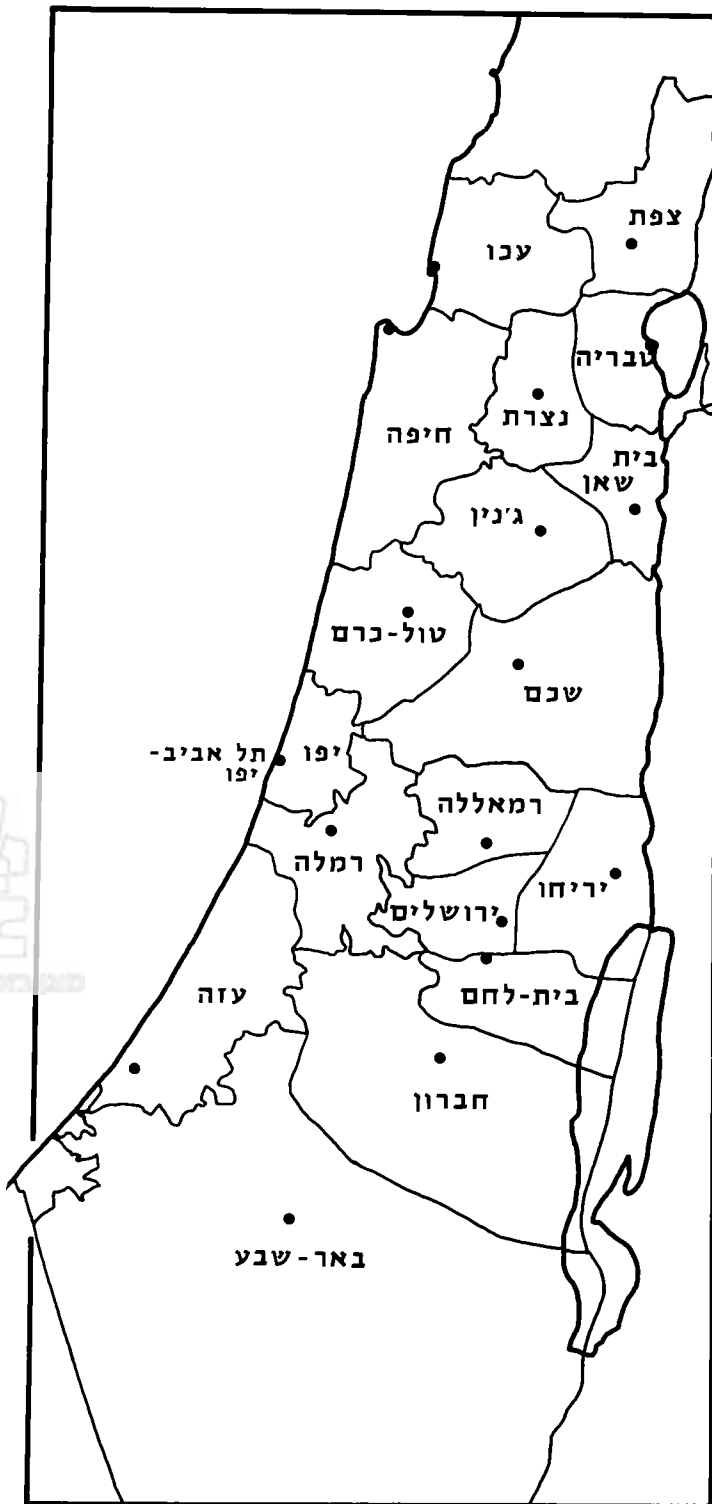 צפת
עכו
טבריה
נצרת
חיפה
בית
שאן
ג'נין
טול-כרם
שכם
יפו
תל אביב-
יפו
רמאללה
רמלה
יריחו
ירושלים
בית-לחם
עזה
חברון
באר-שבע